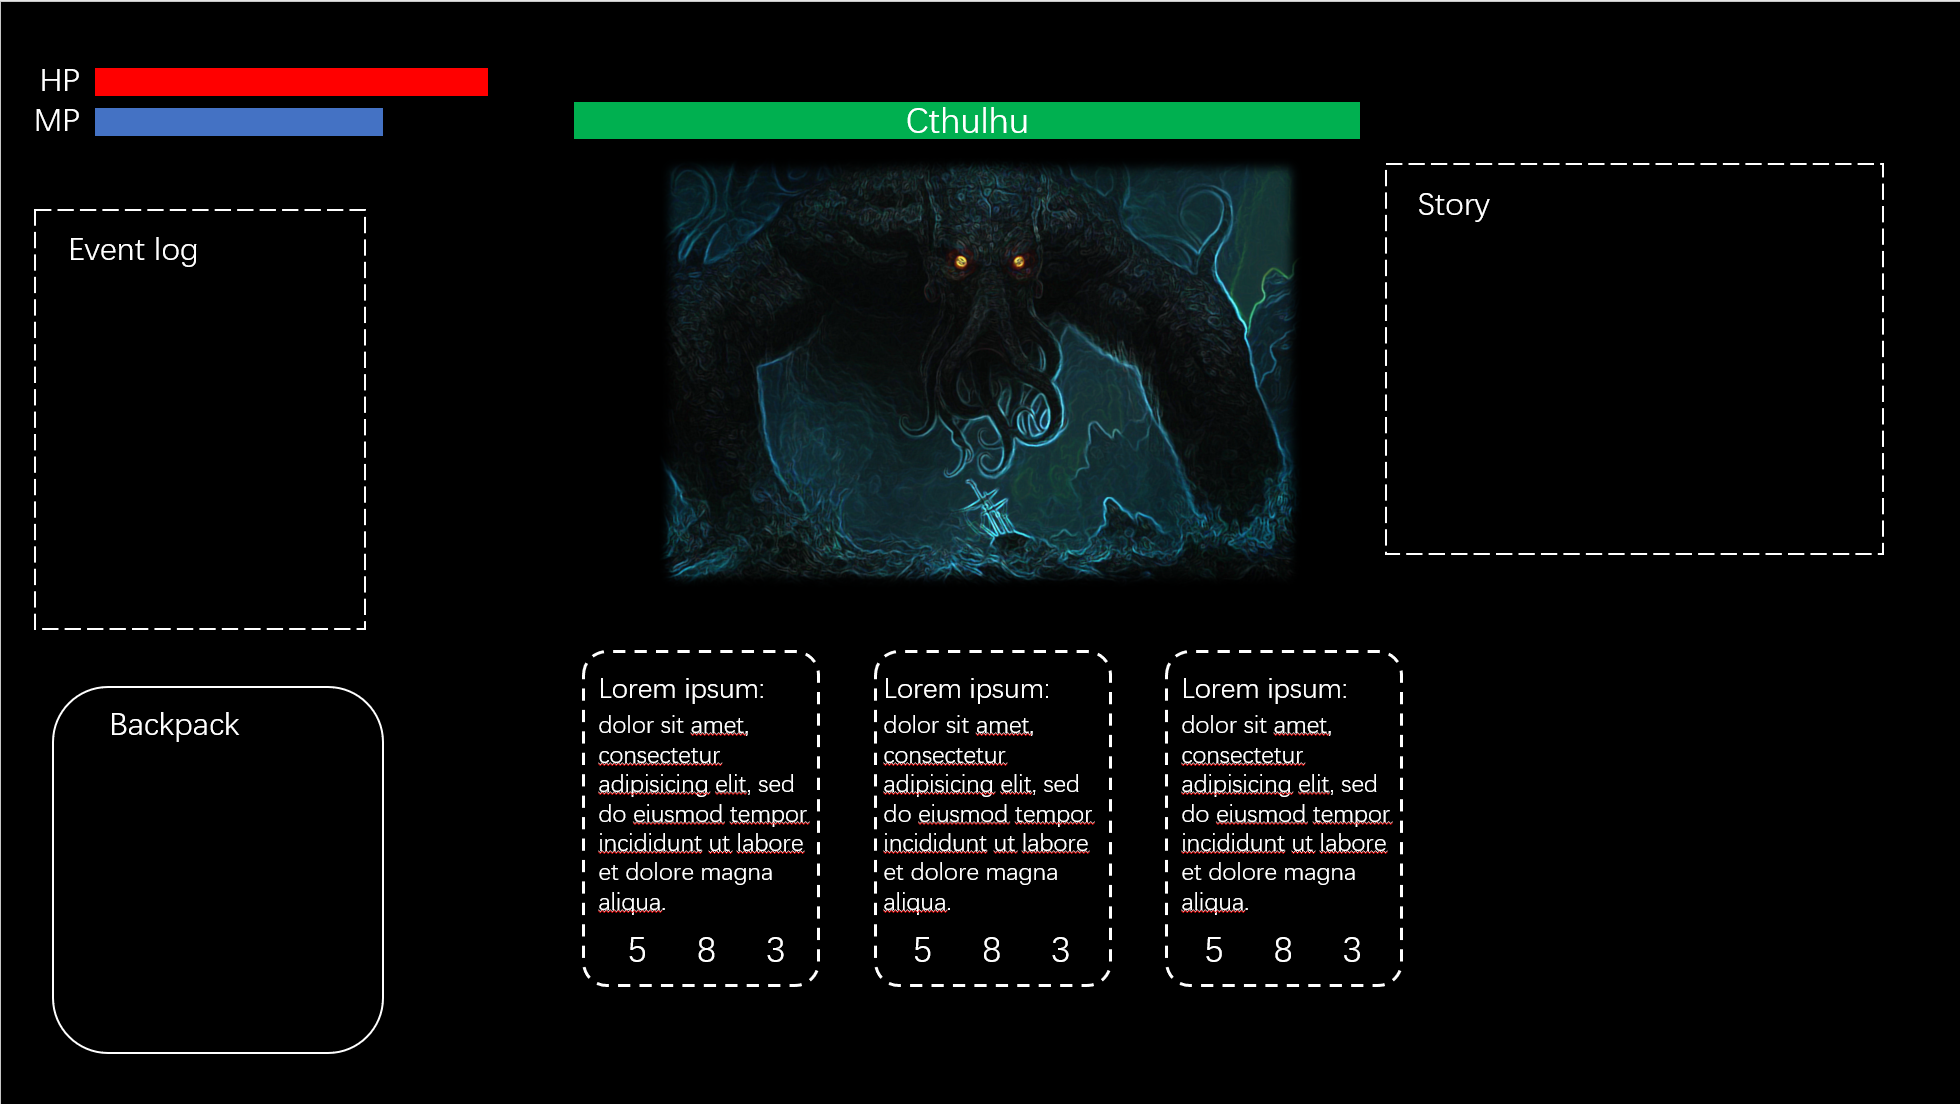 HP
MP
Cthulhu
Event log
Story
Backpack
Lorem ipsum:
dolor sit amet,
consectetur
adipisicing elit, sed
do eiusmod tempor
incididunt ut labore
et dolore magna
aliqua.
5 8 3
Lorem ipsum:
dolor sit amet,
consectetur
adipisicing elit, sed
do eiusmod tempor
incididunt ut labore
et dolore magna
aliqua.
5 8 3
Lorem ipsum:
dolor sit amet,
consectetur
adipisicing elit, sed
do eiusmod tempor
incididunt ut labore
et dolore magna
aliqua.
5 8 3